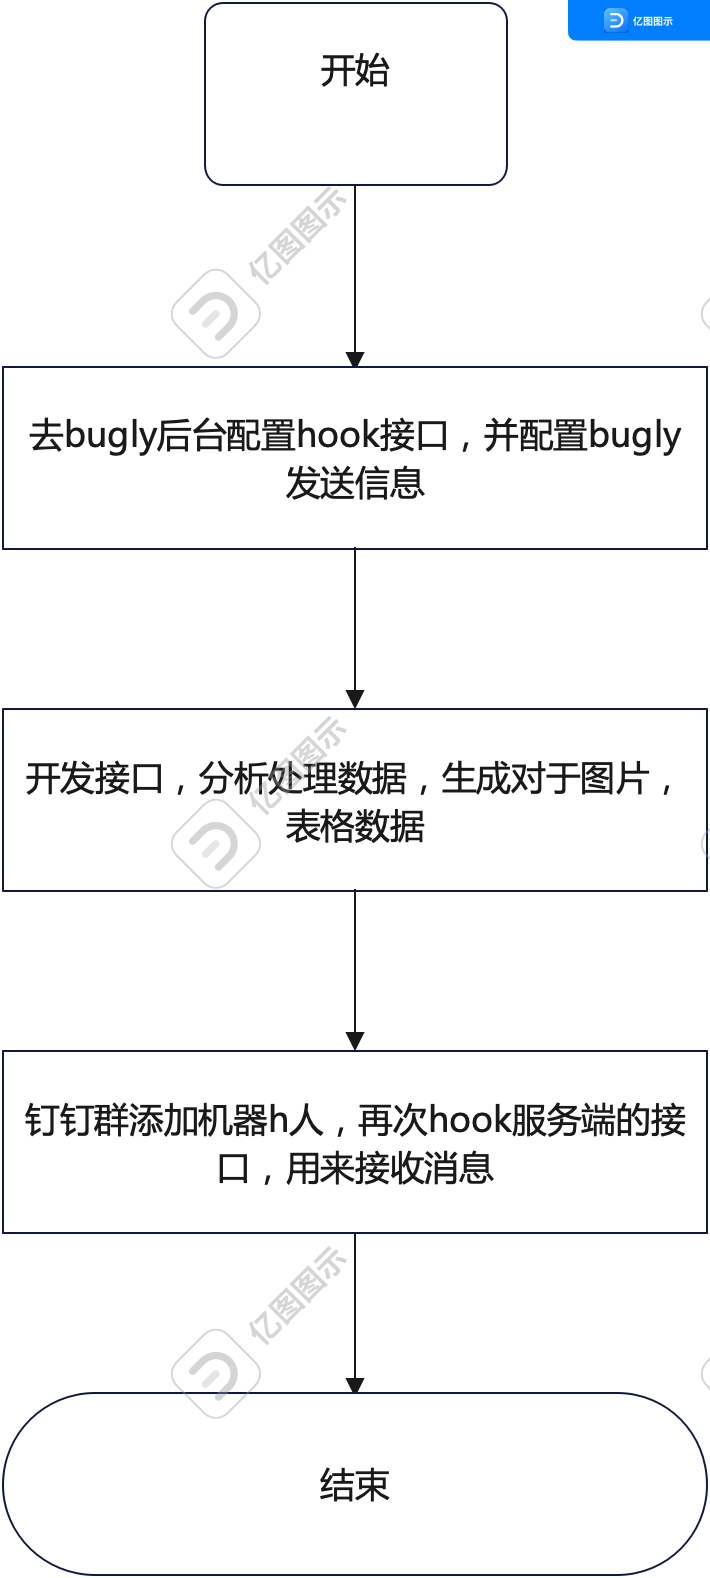 亿图图示
开始
亿图图示
去bugly后台配置hook接口，并配置bugly
发送信息
开发接口，分析处理数据，生成对于图片，
表格数据
亿图图示
钉钉群添加机器h人，再次hook服务端的接
口，用来接收消息
亿图图示
结束